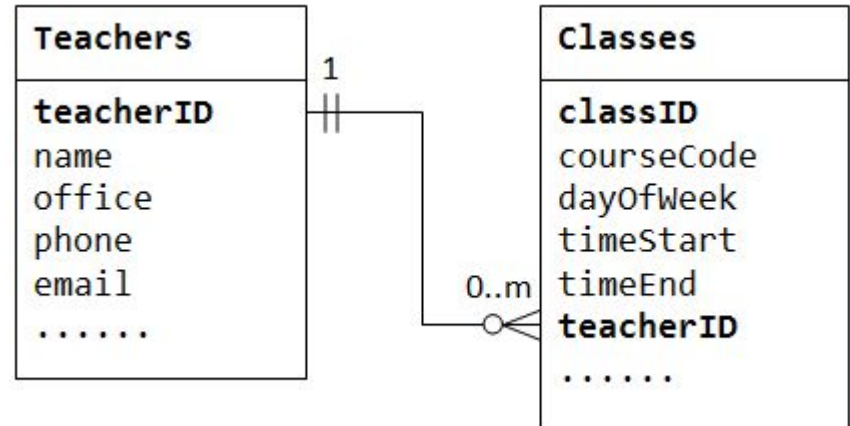 Teachers
teacherID
name
office
phone
email
......
1
0..m
Classes
classID
courseCode
dayOfWeek
timeStart
timeEnd
teacherID
......